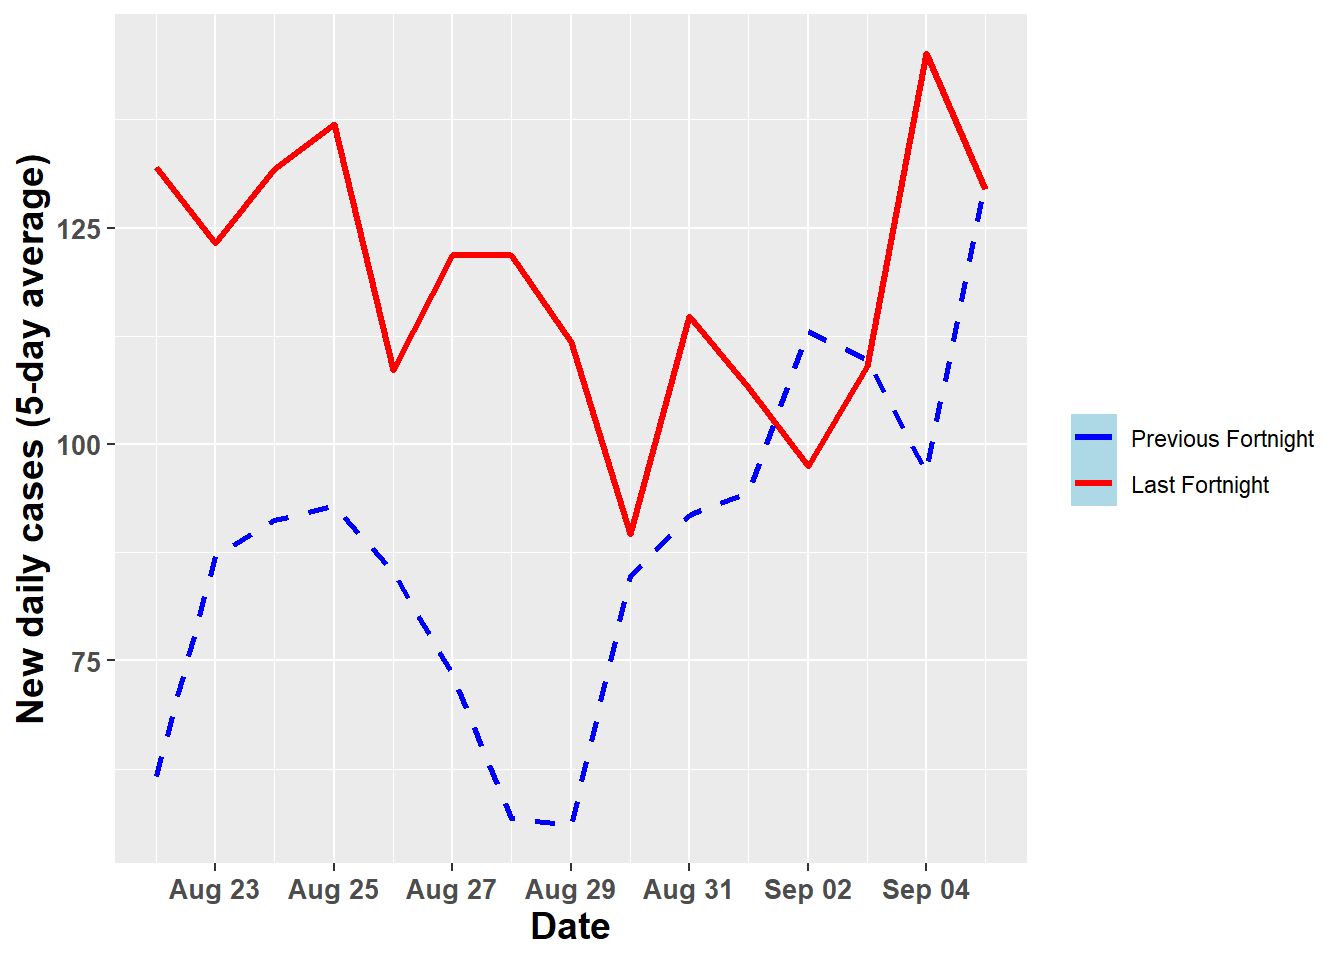 New daily cases (5-day average)
125
100
75
Aug 23 Aug 25 Aug 27 Aug 29 Aug 31 Sep 02 Sep 04
Date
Previous Fortnight
Last Fortnight